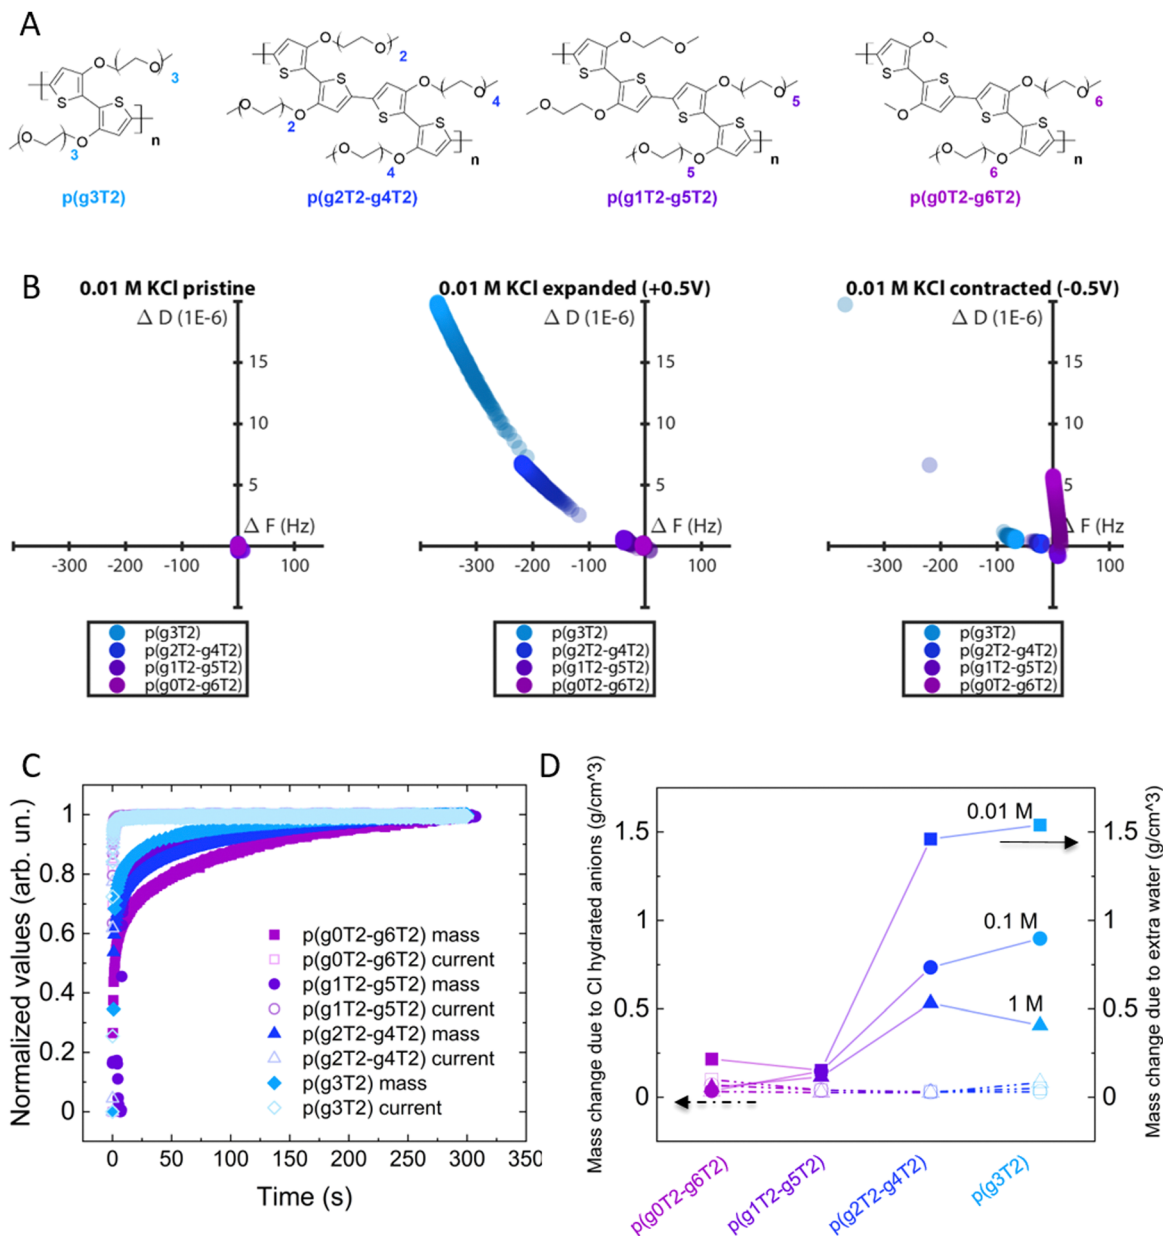 A
3
3
n
p(g3T2)
2
2
4
4
n
p(g2T2-g4T2)
5
5
n
p(g1T2-g5T2)
6
6
n
p(g0T2-g6T2)
B
0.01 M KCl pristine
Δ D (1E-6)
15
10
5
Δ F (Hz)
-300 -200 -100 100
p(g3T2)
p(g2T2-g4T2)
p(g1T2-g5T2)
p(g0T2-g6T2)
0.01 M KCl expanded (+0.5V)
Δ D (1E-6)
15
10
5
Δ F (Hz)
-300 -200 -100 100
p(g3T2)
p(g2T2-g4T2)
p(g1T2-g5T2)
p(g0T2-g6T2)
0.01 M KCl contracted (-0.5V)
Δ D (1E-6)
15
10
5
Δ F (Hz
-300 -200 -100 100
p(g3T2)
p(g2T2-g4T2)
p(g1T2-g5T2)
p(g0T2-g6T2)
C
Normalized values (arb. un.)
1
0.8
0.6
0.4
0.2
0
p(g0T2-g6T2) mass
p(g0T2-g6T2) current
p(g1T2-g5T2) mass
p(g1T2-g5T2) current
p(g2T2-g4T2) mass
p(g2T2-g4T2) current
p(g3T2) mass
p(g3T2) current
0 50 100 150 200 250 300 350
Time (s)
D
Mass change due to Cl hydrated anions (g/cm^3)
1.5
1
0.5
0
0.01 M
0.1 M
1 M
1.5
1
0.5
0
Mass change due to extra water (g/cm^3)
p(g0T2-g6T2)
p(g1T2-g5T2)
p(g2T2-g4T2)
p(g3T2)